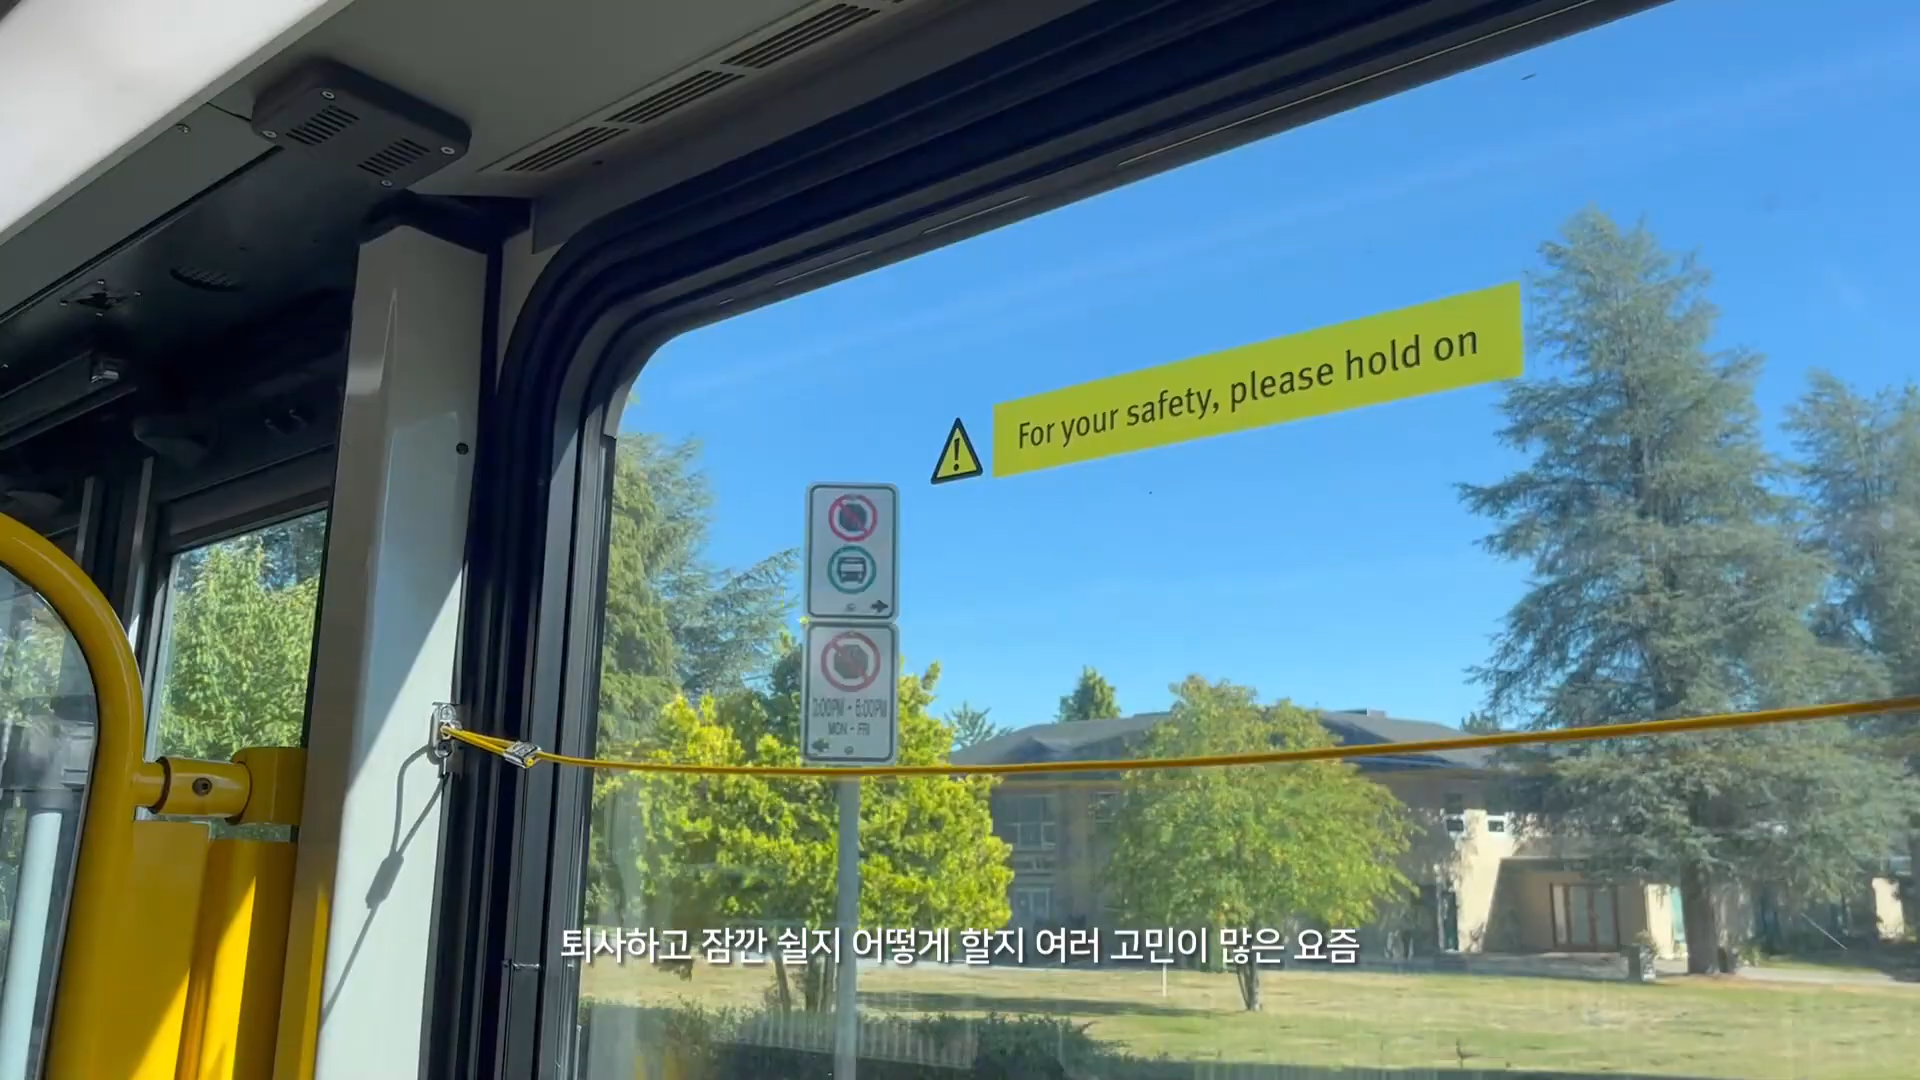 For your safety, please hold on
3:00PM - 6:00PM
MON - FRI
퇴사하고 잠깐 쉴지 어떻게 할지 여러 고민이 많은 요즘